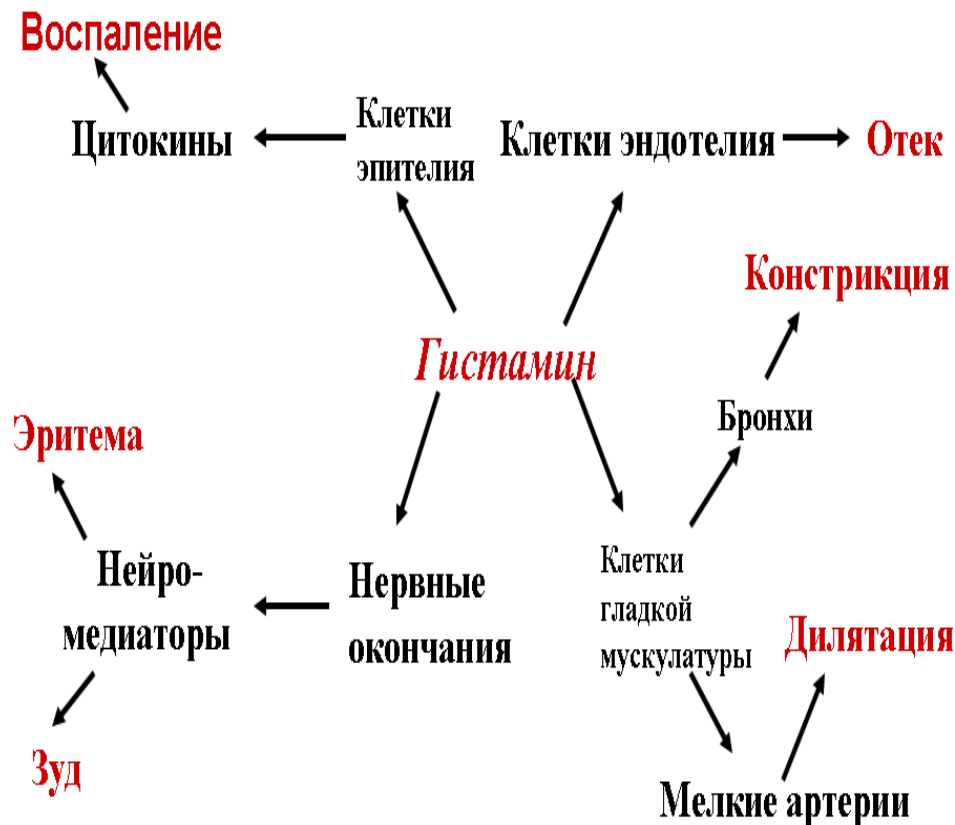 Воспаление
Цитокины
Клетки
эпителия
Клетки эндотелия
Отек
Констрикция
Гистамин
Бронхи
Эритема
Нейро-
медиаторы
Нервные
окончания
Клетки
гладкой
мускулатуры
Дилятация
Зуд
Мелкие артерии